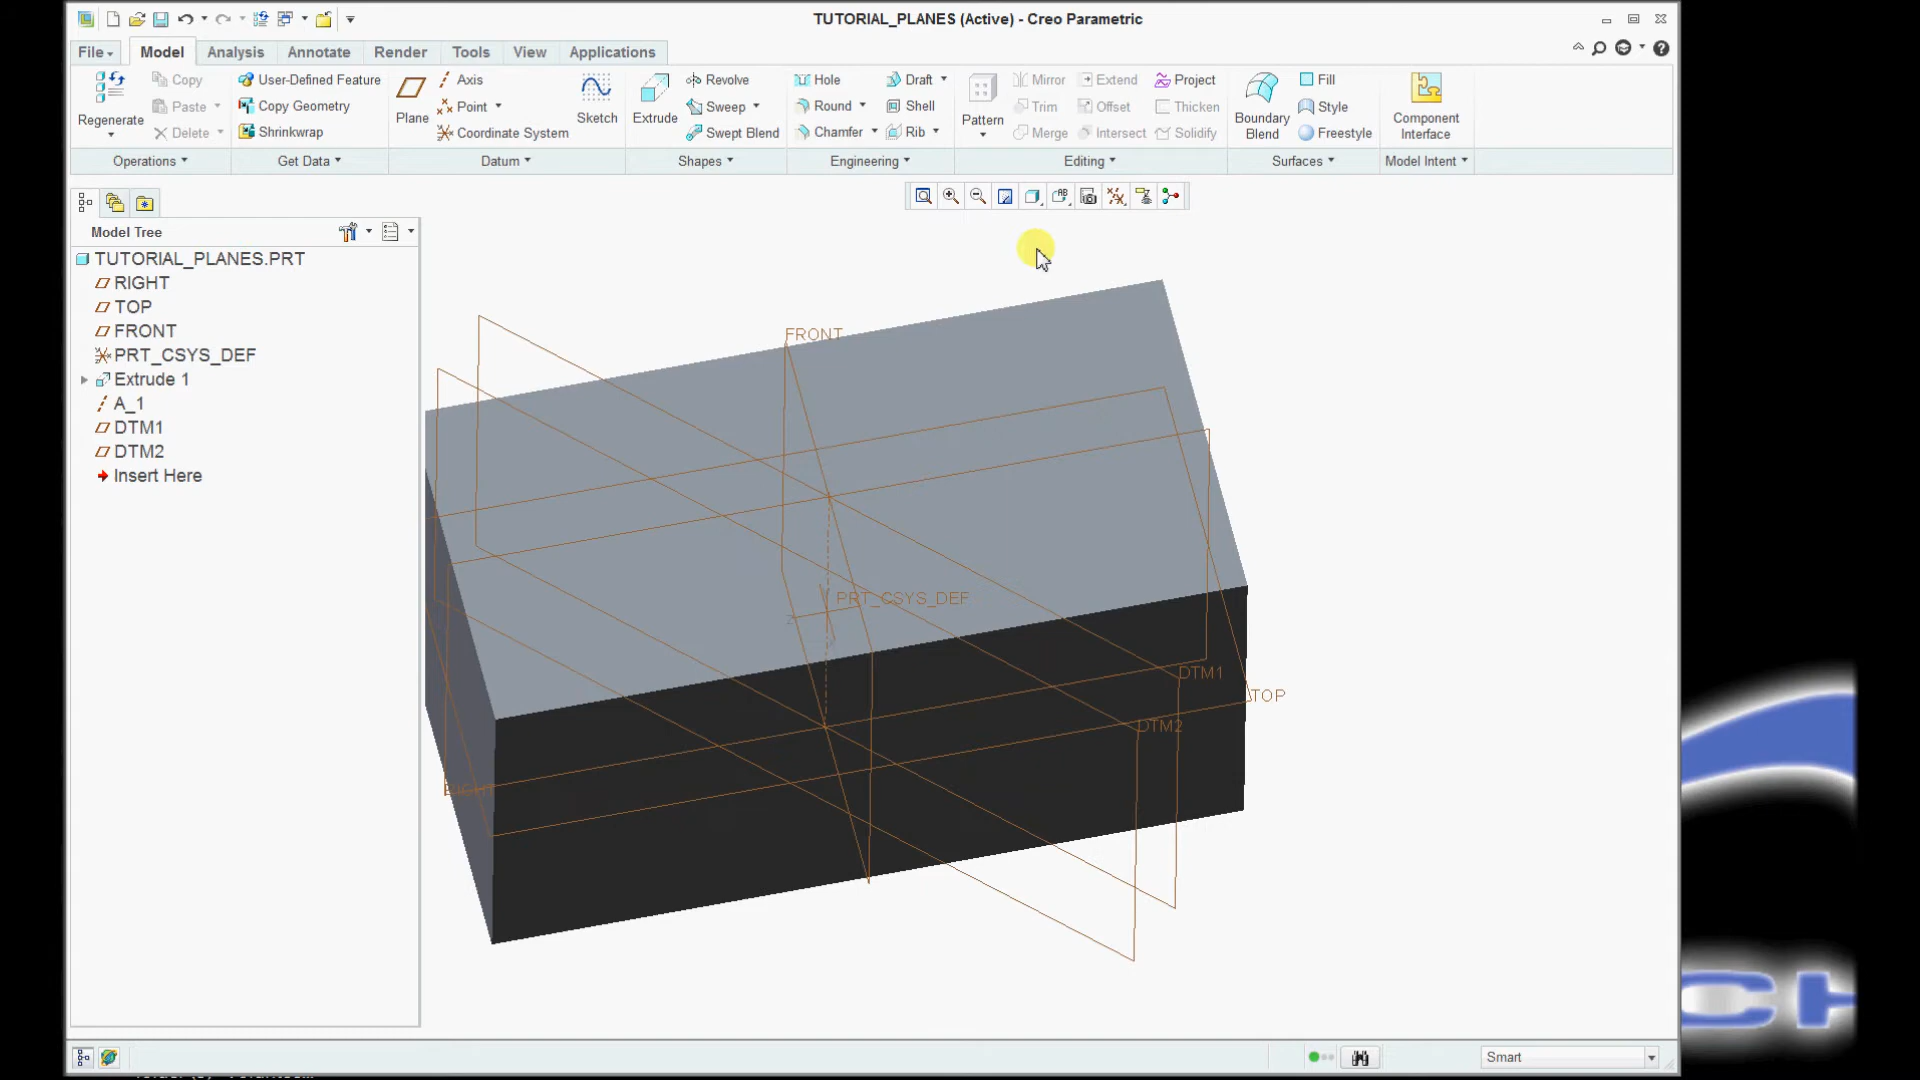 TUTORIAL_PLANES (Active) - Creo Parametric
File Model Analysis Annotate Render Tools View Applications
Regenerate
Copy
Paste
Delete
User-Defined Feature
Copy Geometry
Shrinkwrap
Plane
Axis
Point
Coordinate System
Sketch
Extrude
Revolve
Sweep
Swept Blend
Hole
Round
Chamfer
Draft
Shell
Rib
Pattern
Mirror
Trim
Merge
Extend
Offset
Intersect
Project
Thicken
Solidify
Boundary
Blend
Fill
Style
Freestyle
Component
Interface
Operations Get Data Datum Shapes Engineering Editing Surfaces Model Intent
Model Tree
TUTORIAL_PLANES.PRT
RIGHT
TOP
FRONT
PRT_CSYS_DEF
Extrude 1
A_1
DTM1
DTM2
Insert Here
FRONT
PRT_CSYS_DEF
Z
DTM1
TOP
DTM2
RIGHT
Smart
CH